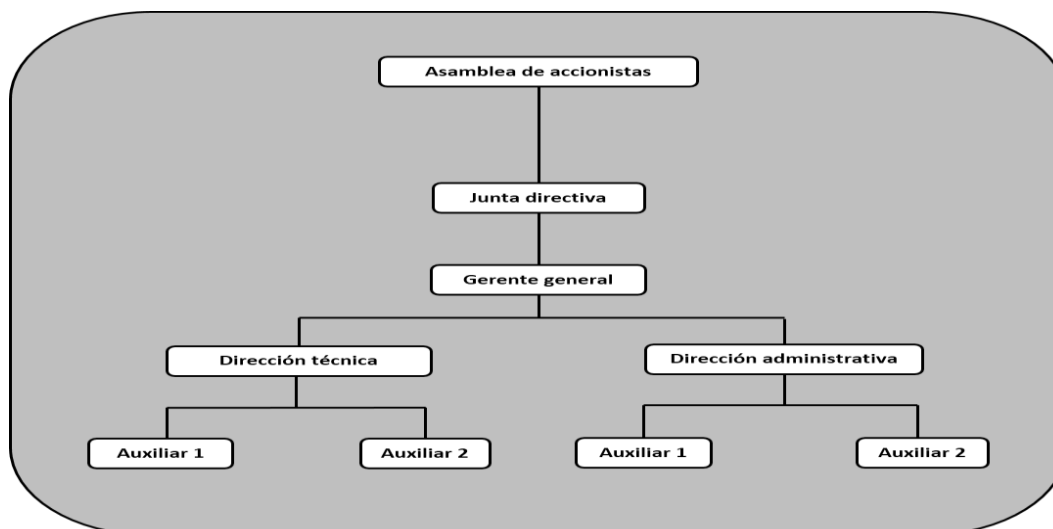 Asamblea de accionistas
Junta directiva
Gerente general
Dirección técnica
Dirección administrativa
Auxiliar 1
Auxiliar 2
Auxiliar 1
Auxiliar 2